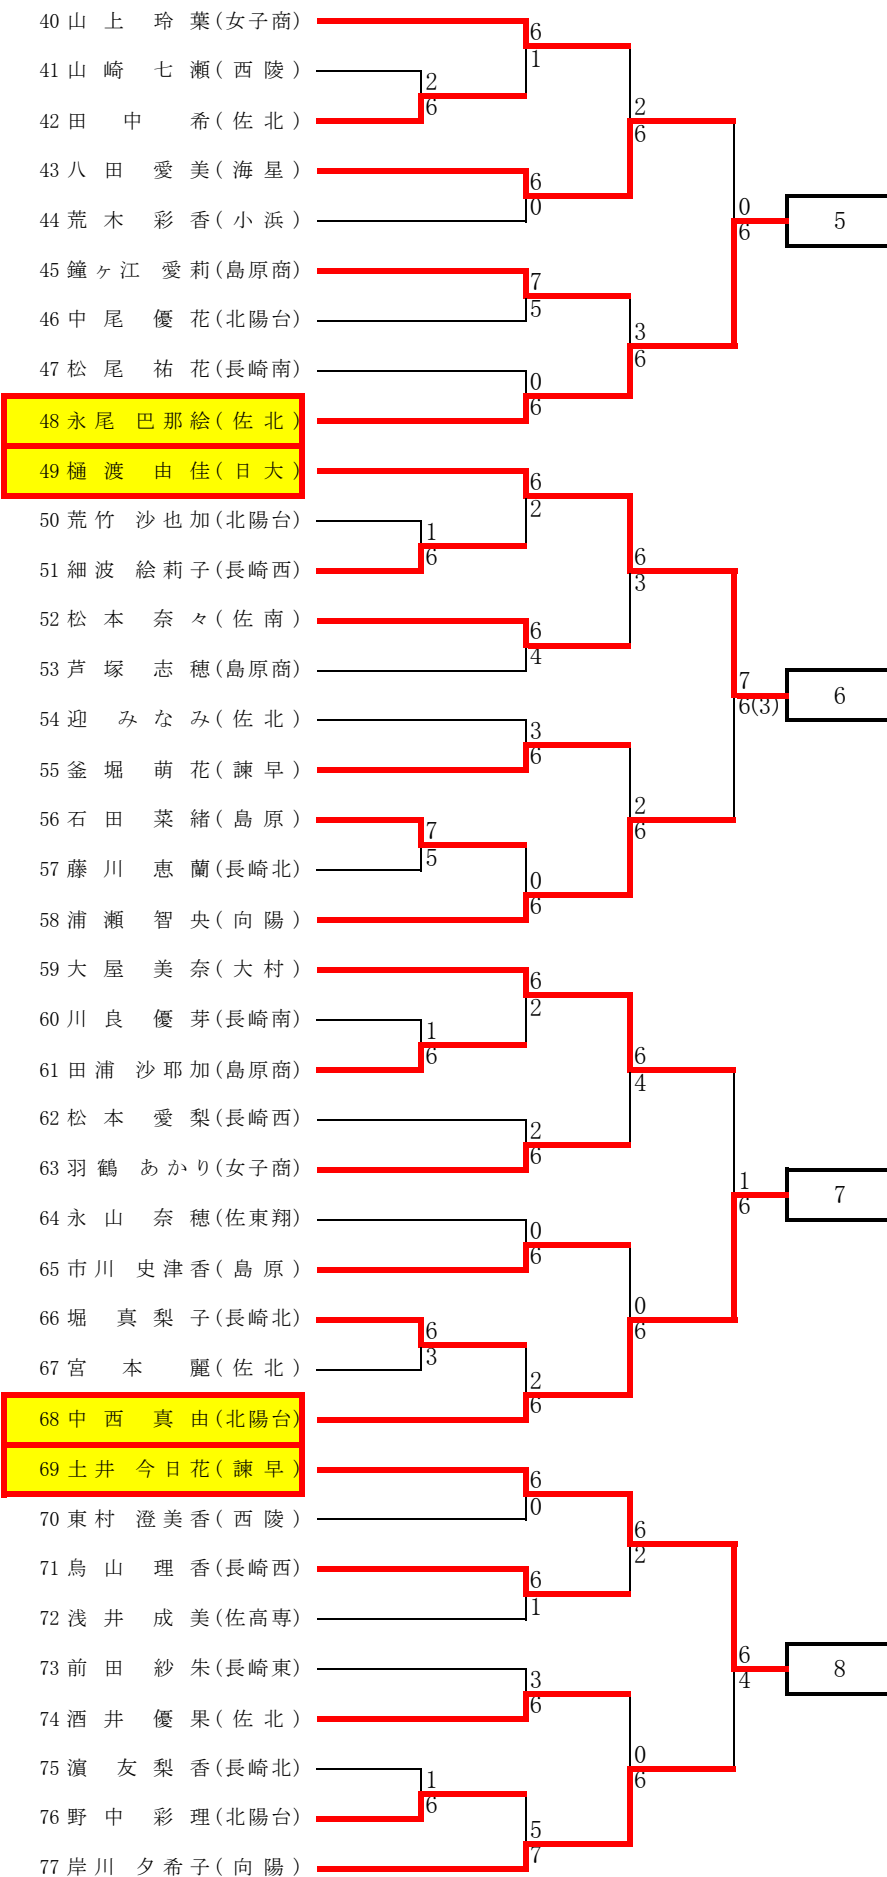 40 山 上 玲 葉 (女子商)
6
1
41 山 崎 七 瀬 ( 西 陵 )
2
6
42 田 中 希 ( 佐 北 )
2
6
43 八 田 愛 美 ( 海 星 )
6
0
44 荒 木 彩 香 ( 小 浜 )
0
6
5
45 鐘ヶ江 愛 莉 (島原商)
7
5
46 中 尾 優 花 (北陽台)
3
6
47 松 尾 祐 花 (長崎南)
0
6
48 永 尾 巴 那 絵 ( 佐 北 )
49 樋 渡 由 佳 ( 日 大 )
6
2
50 荒 竹 沙 也 加 (北陽台)
1
6
51 細 波 絵 莉 子 (長崎西)
6
3
52 松 本 奈 々 ( 佐 南 )
6
4
53 芦 塚 志 穂 (島原商)
7
6(3)
6
54 迎 み な み ( 佐 北 )
3
6
55 釜 堀 萌 花 ( 諫 早 )
2
6
56 石 田 菜 緒 ( 島 原 )
7
5
57 藤 川 恵 蘭 (長崎北)
0
6
58 浦 瀬 智 央 ( 向 陽 )
59 大 屋 美 奈 ( 大 村 )
6
2
60 川 良 優 芽 (長崎南)
1
6
61 田 浦 沙 耶 加 (島原商)
6
4
62 松 本 愛 梨 (長崎西)
2
6
63 羽 鶴 あ か り (女子商)
1
6
7
64 永 山 奈 穂 (佐東翔)
0
6
65 市 川 史 津 香 ( 島 原 )
0
6
66 堀 真 梨 子 (長崎北)
6
3
67 宮 本 麗 ( 佐 北 )
2
6
68 中 西 真 由 (北陽台)
69 土 井 今 日 花 ( 諫 早 )
6
0
70 東 村 澄 美 香 ( 西 陵 )
6
2
71 烏 山 理 香 (長崎西)
6
1
72 浅 井 成 美 (佐高専)
6
4
8
73 前 田 紗 朱 (長崎東)
3
6
74 酒 井 優 果 ( 佐 北 )
0
6
75 濵 友 梨 香 (長崎北)
1
6
76 野 中 彩 理 (北陽台)
5
7
77 岸 川 夕 希 子 ( 向 陽 )